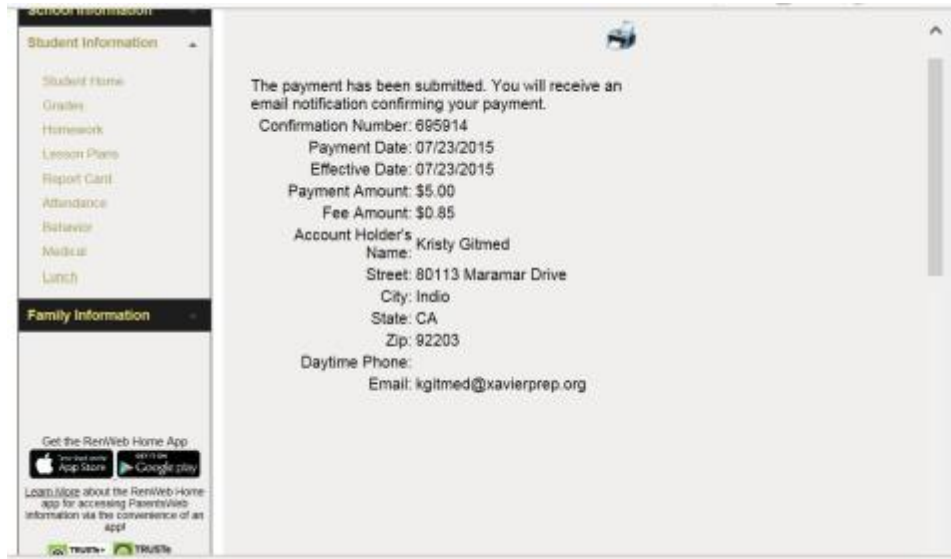 School Information
Student Information
Student Home
Grades
Homework
Lesson Plans
Report Card
Attendance
Behavior
Medical
Lunch
Family Information
Get the RenWeb Home App
App Store
Google play
Learn More about the RenWeb Home
app for accessing ParentsWeb
information via the convenience of an
app!
TRUSTe
TRUSTe
The payment has been submitted. You will receive an
email notification confirming your payment.
Confirmation Number: 695914
Payment Date: 07/23/2015
Effective Date: 07/23/2015
Payment Amount: $5.00
Fee Amount: $0.85
Account Holder's
Name: Kristy Gitmed
Street: 80113 Maramar Drive
City: Indio
State: CA
Zip: 92203
Daytime Phone:
Email: kgitmed@xavierprep.org